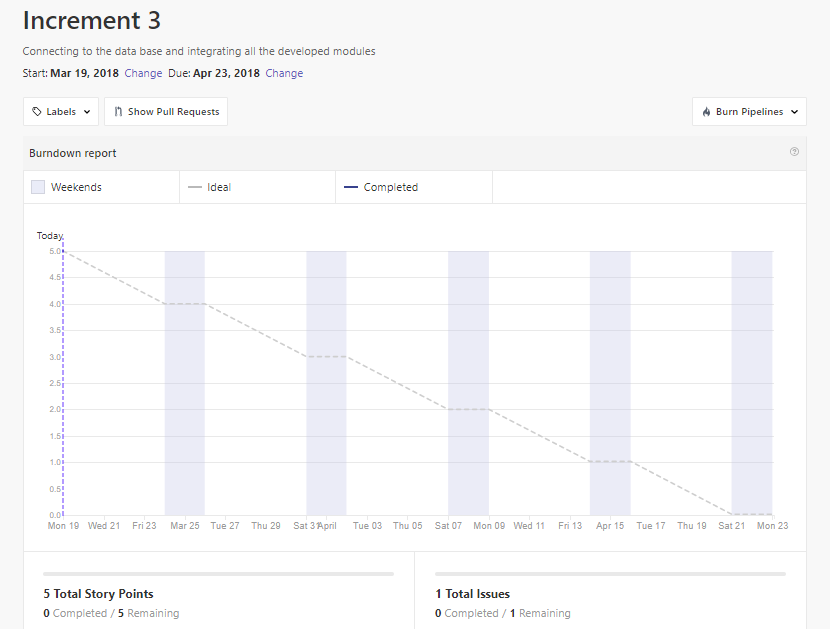 Increment 3
Connecting to the data base and integrating all the developed modules
Start: Mar 19, 2018 Change Due: Apr 23, 2018 Change
Labels Show Pull Requests Burn Pipelines
Burndown report
Weekends Ideal Completed
Today
5.0
4.5
4.0
3.5
3.0
2.5
2.0
1.5
1.0
0.5
0.0
Mon 19 Wed 21 Fri 23 Mar 25 Tue 27 Thu 29 Sat 31 April Tue 03 Thu 05 Sat 07 Mon 09 Wed 11 Fri 13 Apr 15 Tue 17 Thu 19 Sat 21 Mon 23
5 Total Story Points 1 Total Issues
0 Completed / 5 Remaining 0 Completed / 1 Remaining